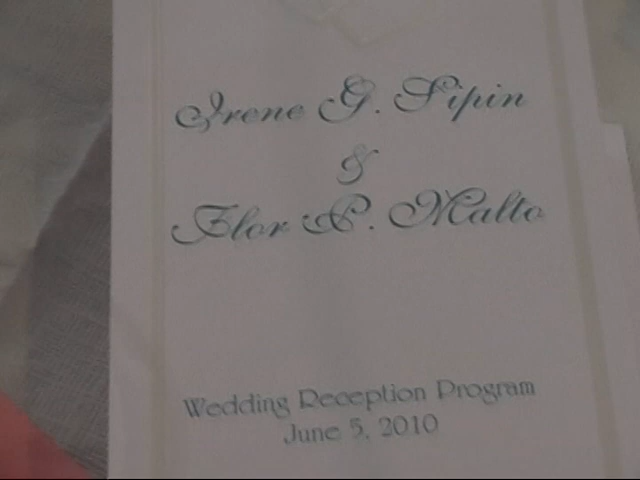 Irene G. Sipin
&
Flor P. Malto
Wedding Reception Program
June 5, 2010